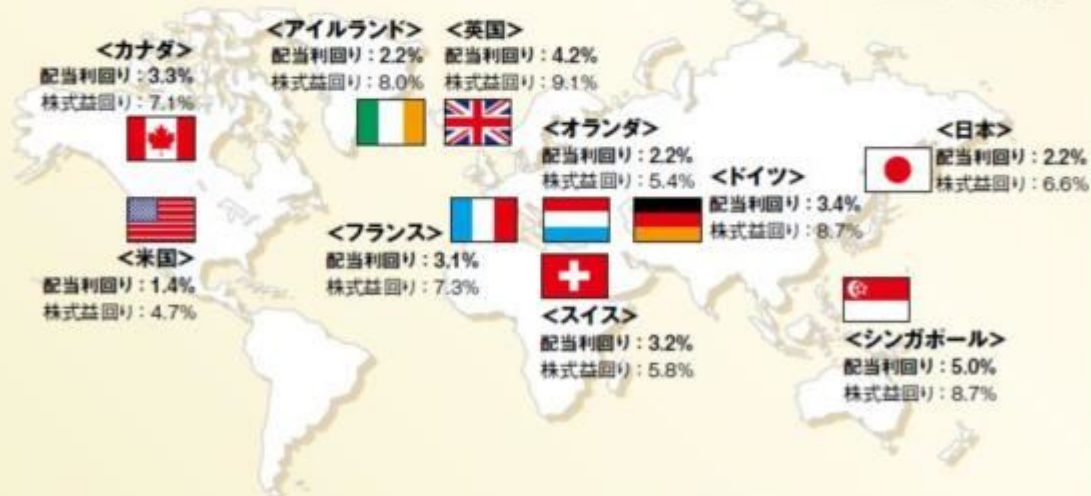 <カナダ>
配当利回り：3.3%
株式益回り：7.1%
<アイルランド>
配当利回り：2.2%
株式益回り：8.0%
<英国>
配当利回り：4.2%
株式益回り：9.1%
<オランダ>
配当利回り：2.2%
株式益回り：5.4%
<ドイツ>
配当利回り：3.4%
株式益回り：8.7%
<日本>
配当利回り：2.2%
株式益回り：6.6%
<米国>
配当利回り：1.4%
株式益回り：4.7%
<フランス>
配当利回り：3.1%
株式益回り：7.3%
<スイス>
配当利回り：3.2%
株式益回り：5.8%
<シンガポール>
配当利回り：5.0%
株式益回り：8.7%